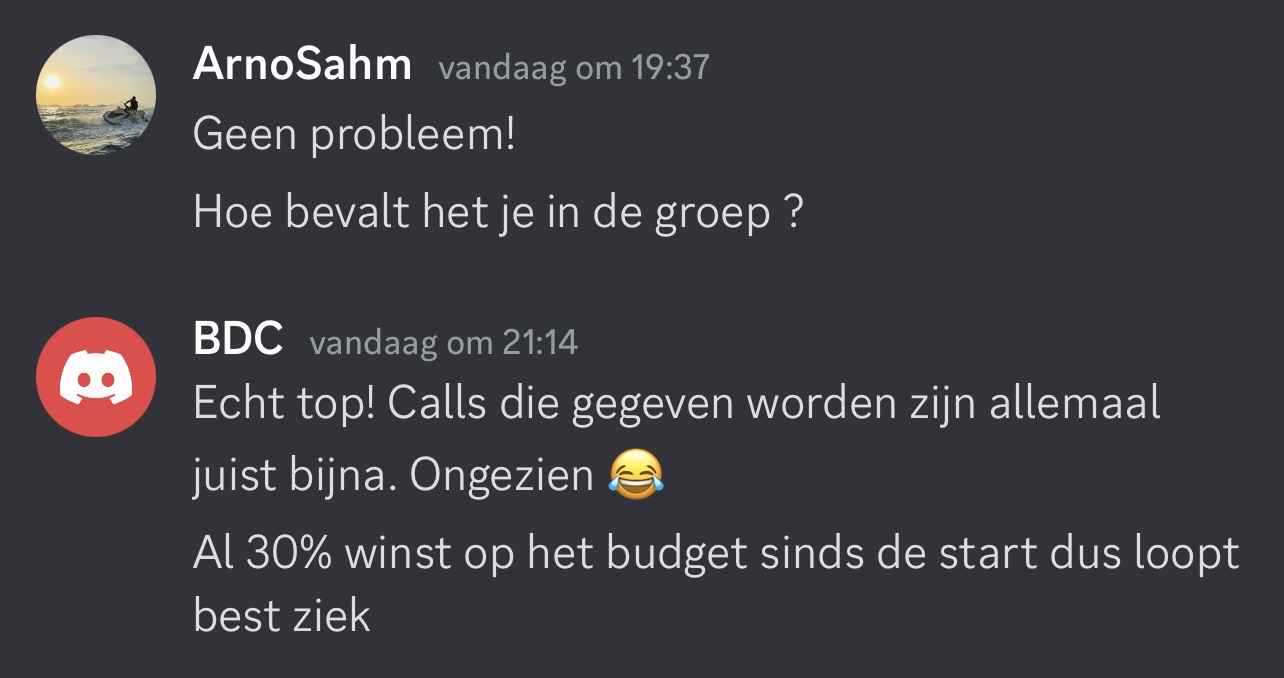 ArnoSahm vandaag om 19:37
Geen probleem!
Hoe bevalt het je in de groep ?
BDC vandaag om 21:14
Echt top! Calls die gegeven worden zijn allemaal
juist bijna. Ongezien 😂
Al 30% winst op het budget sinds de start dus loopt
best ziek